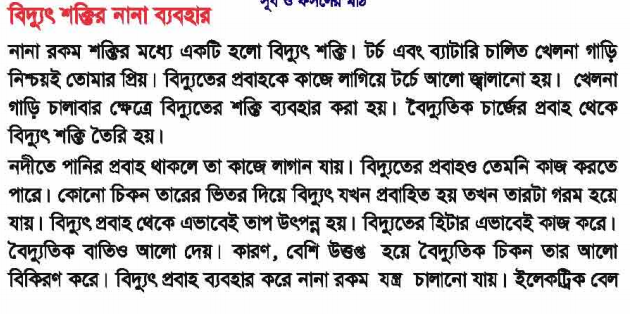 সূর্য ও ফসলের মাঠ
বিদ্যুৎ শক্তির নানা ব্যবহার
নানা রকম শক্তির মধ্যে একটি হলো বিদ্যুৎ শক্তি। টর্চ এবং ব্যাটারি চালিত খেলনা গাড়ি
নিশ্চয়ই তোমার প্রিয়। বিদ্যুতের প্রবাহকে কাজে লাগিয়ে টর্চে আলো জ্বালানো হয়। খেলনা
গাড়ি চালাবার ক্ষেত্রে বিদ্যুতের শক্তি ব্যবহার করা হয়। বৈদ্যুতিক চার্জের প্রবাহ থেকে
বিদ্যুৎ শক্তি তৈরি হয়।
নদীতে পানির প্রবাহ থাকলে তা কাজে লাগান যায়। বিদ্যুতের প্রবাহও তেমনি কাজ করতে
পারে। কোনো চিকন তারের ভিতর দিয়ে বিদ্যুৎ যখন প্রবাহিত হয় তখন তারটা গরম হয়ে
যায়। বিদ্যুৎ প্রবাহ থেকে এভাবেই তাপ উৎপন্ন হয়। বিদ্যুতের হিটার এভাবেই কাজ করে।
বৈদ্যুতিক বাতিও আলো দেয়। কারণ, বেশি উত্তপ্ত হয়ে বৈদ্যুতিক চিকন তার আলো
বিকিরণ করে। বিদ্যুৎ প্রবাহ ব্যবহার করে নানা রকম যন্ত্র চালানো যায়। ইলেকট্রিক বেল